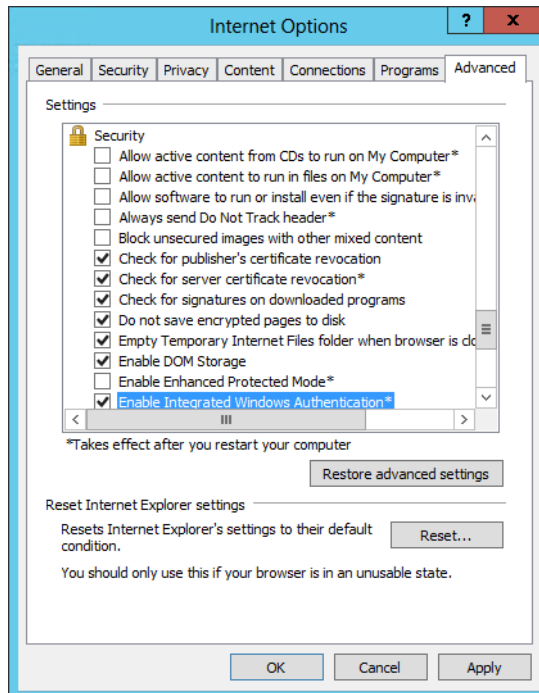 Internet Options
?
x
General Security Privacy Content Connections Programs Advanced
Settings
Security
Allow active content from CDs to run on My Computer*
Allow active content to run in files on My Computer*
Allow software to run or install even if the signature is inva
Always send Do Not Track header*
Block unsecured images with other mixed content
Check for publisher's certificate revocation
Check for server certificate revocation*
Check for signatures on downloaded programs
Do not save encrypted pages to disk
Empty Temporary Internet Files folder when browser is clo
Enable DOM Storage
Enable Enhanced Protected Mode*
Enable Integrated Windows Authentication*
*Takes effect after you restart your computer
Restore advanced settings
Reset Internet Explorer settings
Resets Internet Explorer's settings to their default
condition.
Reset...
You should only use this if your browser is in an unusable state.
OK Cancel Apply